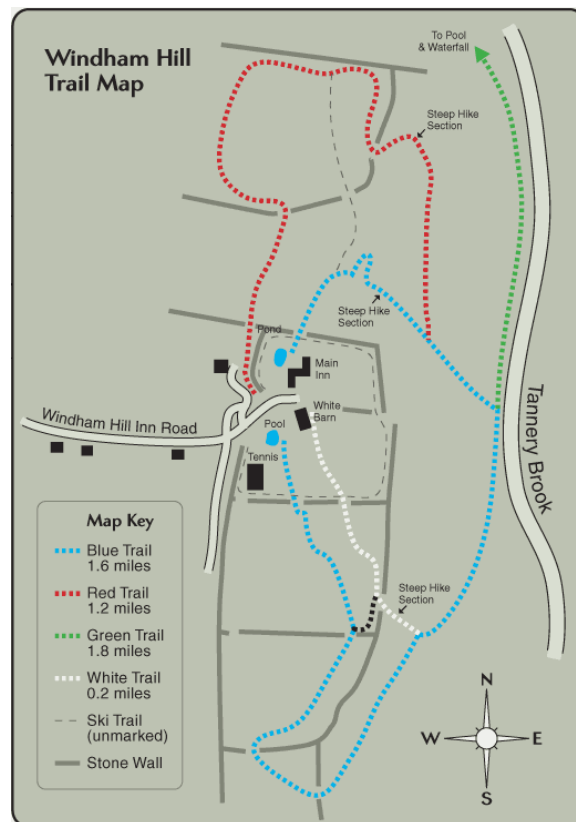 Windham Hill
Trail Map
To Pool
& Waterfall
Steep Hike
Section
Steep Hike
Section
Pond
Main
Inn
White
Barn
Windham Hill Inn Road
Pool
Tennis
Tannery Brook
Map Key
Blue Trail
1.6 miles
Red Trail
1.2 miles
Green Trail
1.8 miles
White Trail
0.2 miles
Ski Trail
(unmarked)
Stone Wall
Steep Hike
Section
N
W
E
S